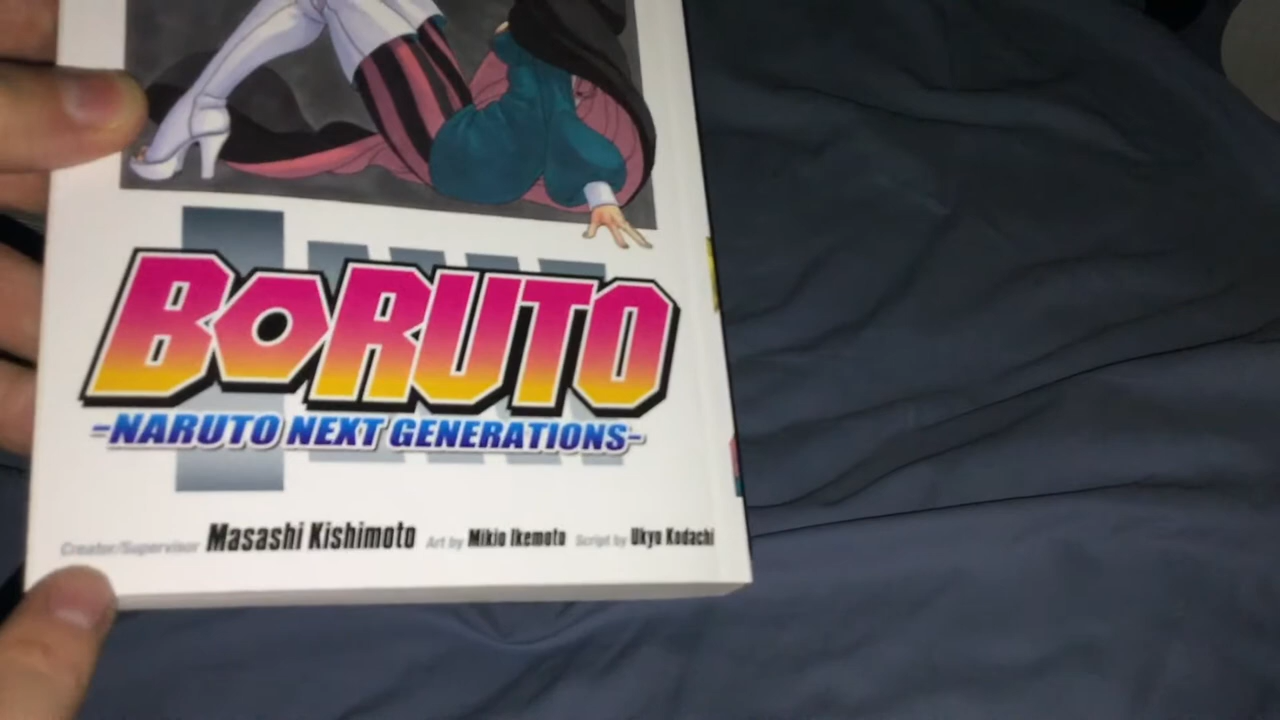 BORUTO
-NARUTO NEXT GENERATIONS-
Creator/Supervisor Masashi Kishimoto Art by Mikio Ikemoto Script by Ukyo Kodachi